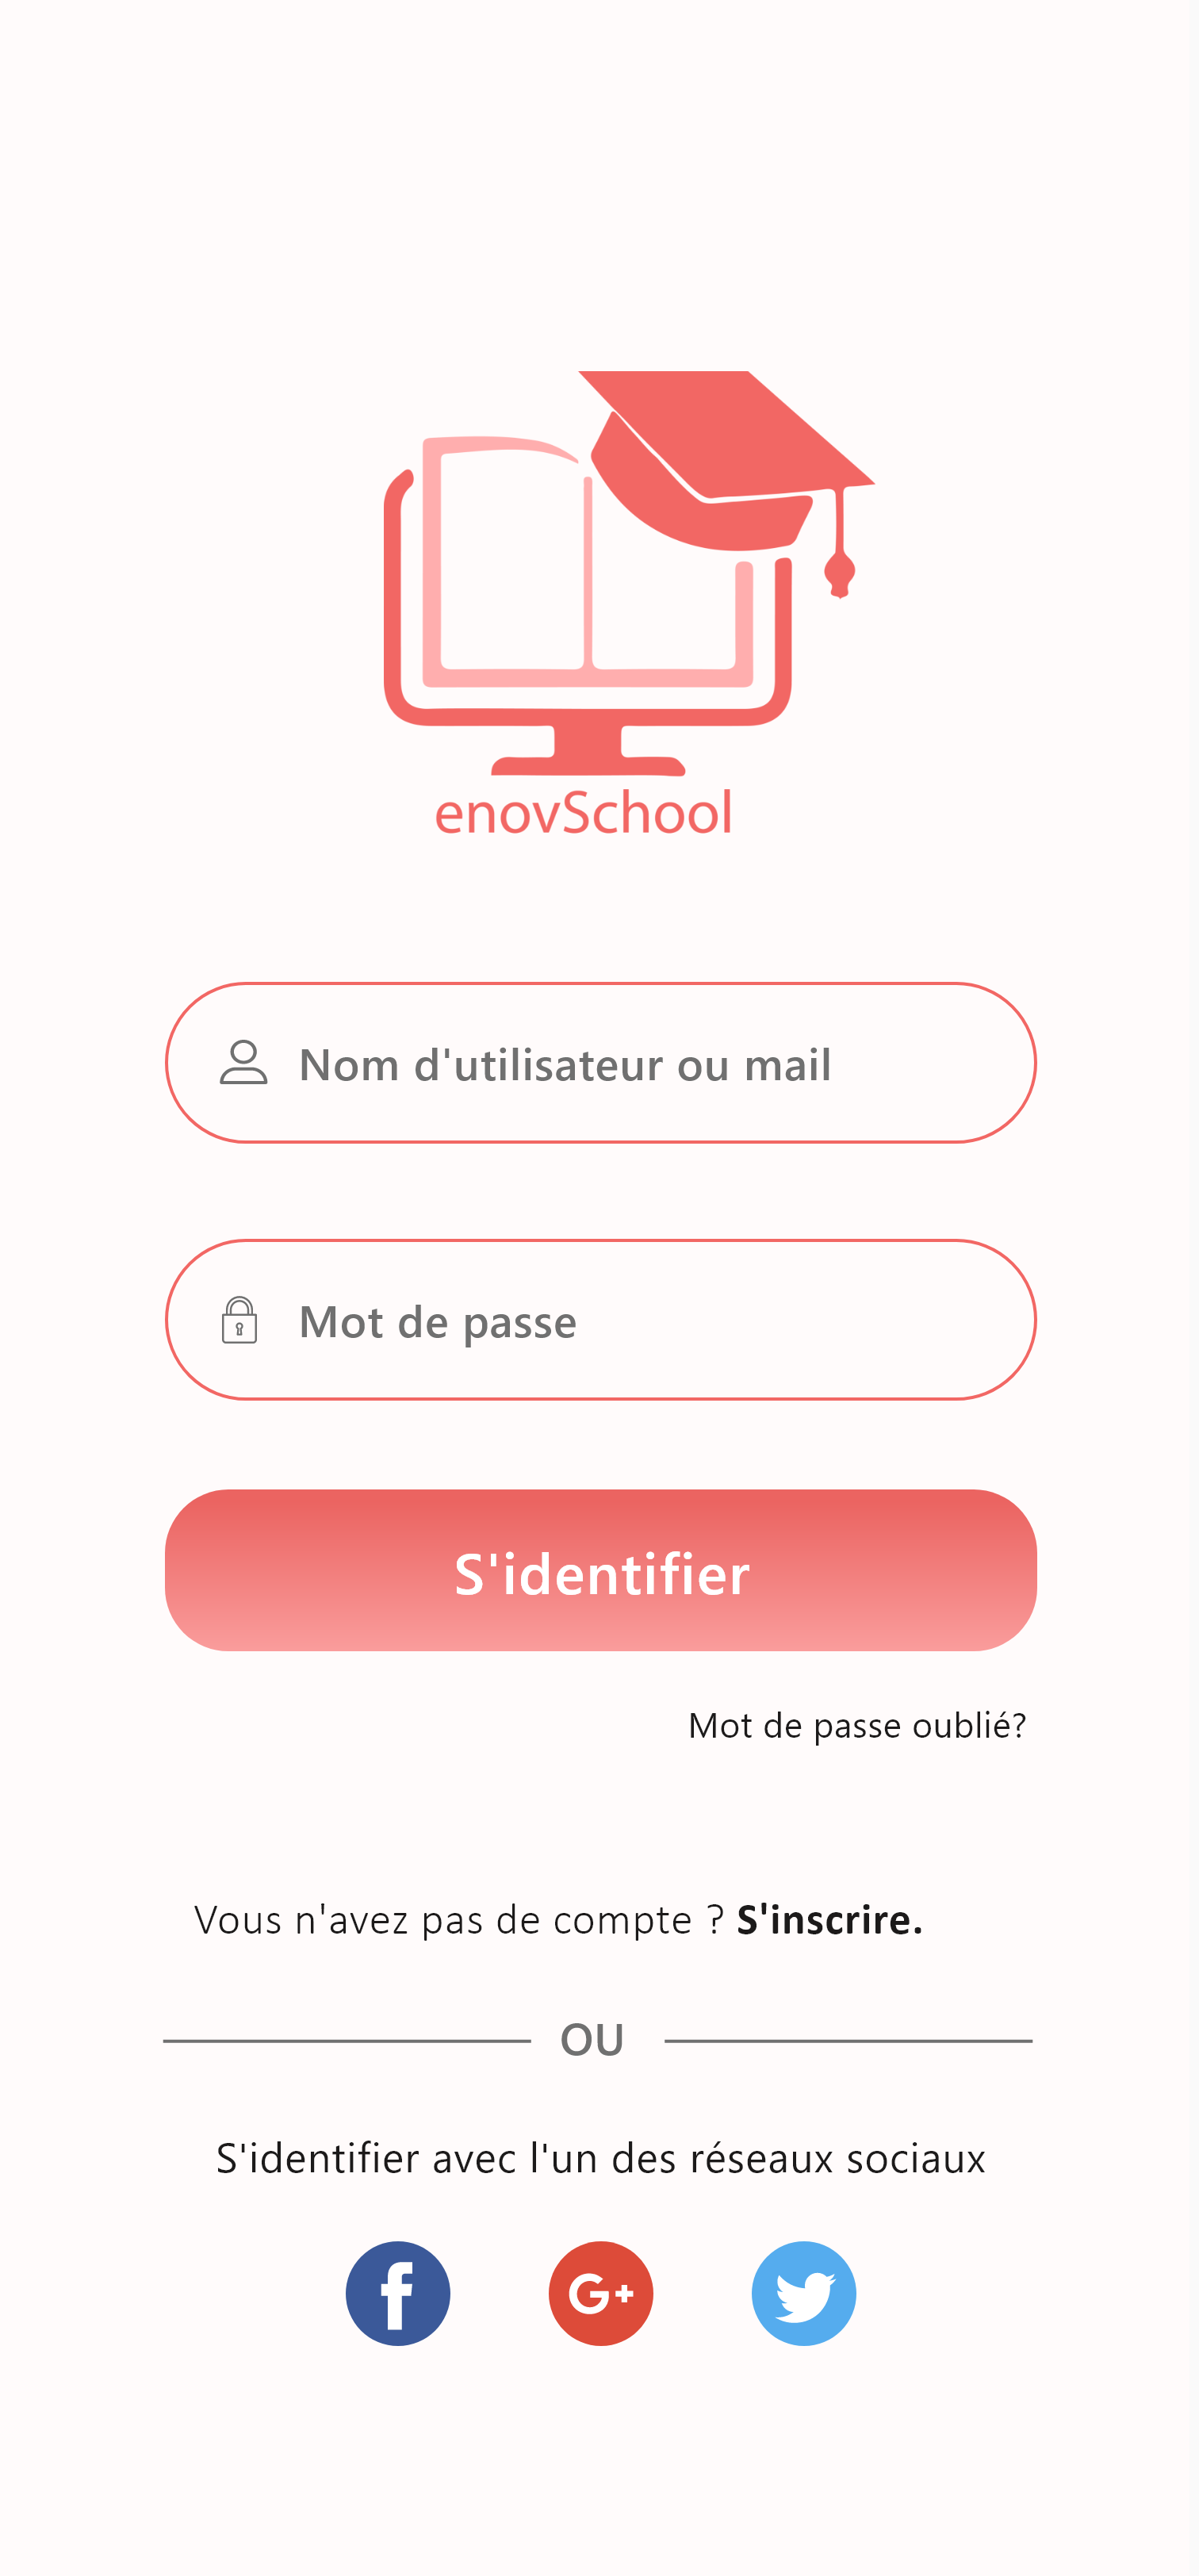 enovSchool
Nom d'utilisateur ou mail
Mot de passe
S'identifier
Mot de passe oublié?
Vous n'avez pas de compte ? S'inscrire.
OU
S'identifier avec l'un des réseaux sociaux
f G+